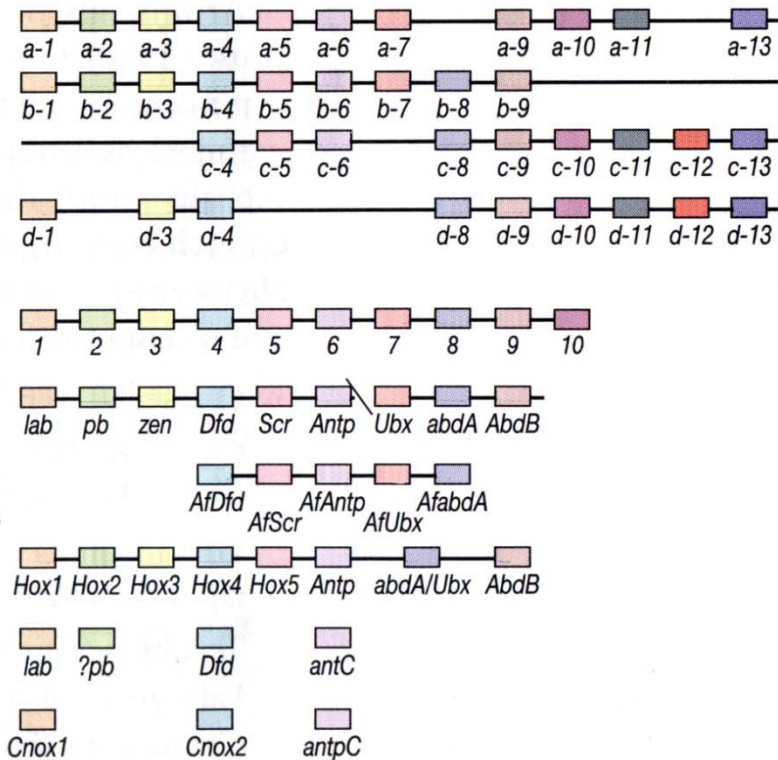 a-1 a-2 a-3 a-4 a-5 a-6 a-7 a-9 a-10 a-11 a-13
b-1 b-2 b-3 b-4 b-5 b-6 b-7 b-8 b-9
c-4 c-5 c-6 c-8 c-9 c-10 c-11 c-12 c-13
d-1 d-3 d-4 d-8 d-9 d-10 d-11 d-12 d-13
1 2 3 4 5 6 7 8 9 10
lab pb zen Dfd Scr Antp Ubx abdA AbdB
AfDfd AfAntp AfabdA
AfScr AfUbx
Hox1 Hox2 Hox3 Hox4 Hox5 Antp abdA/Ubx AbdB
lab ?pb Dfd antC
Cnox1 Cnox2 antpC